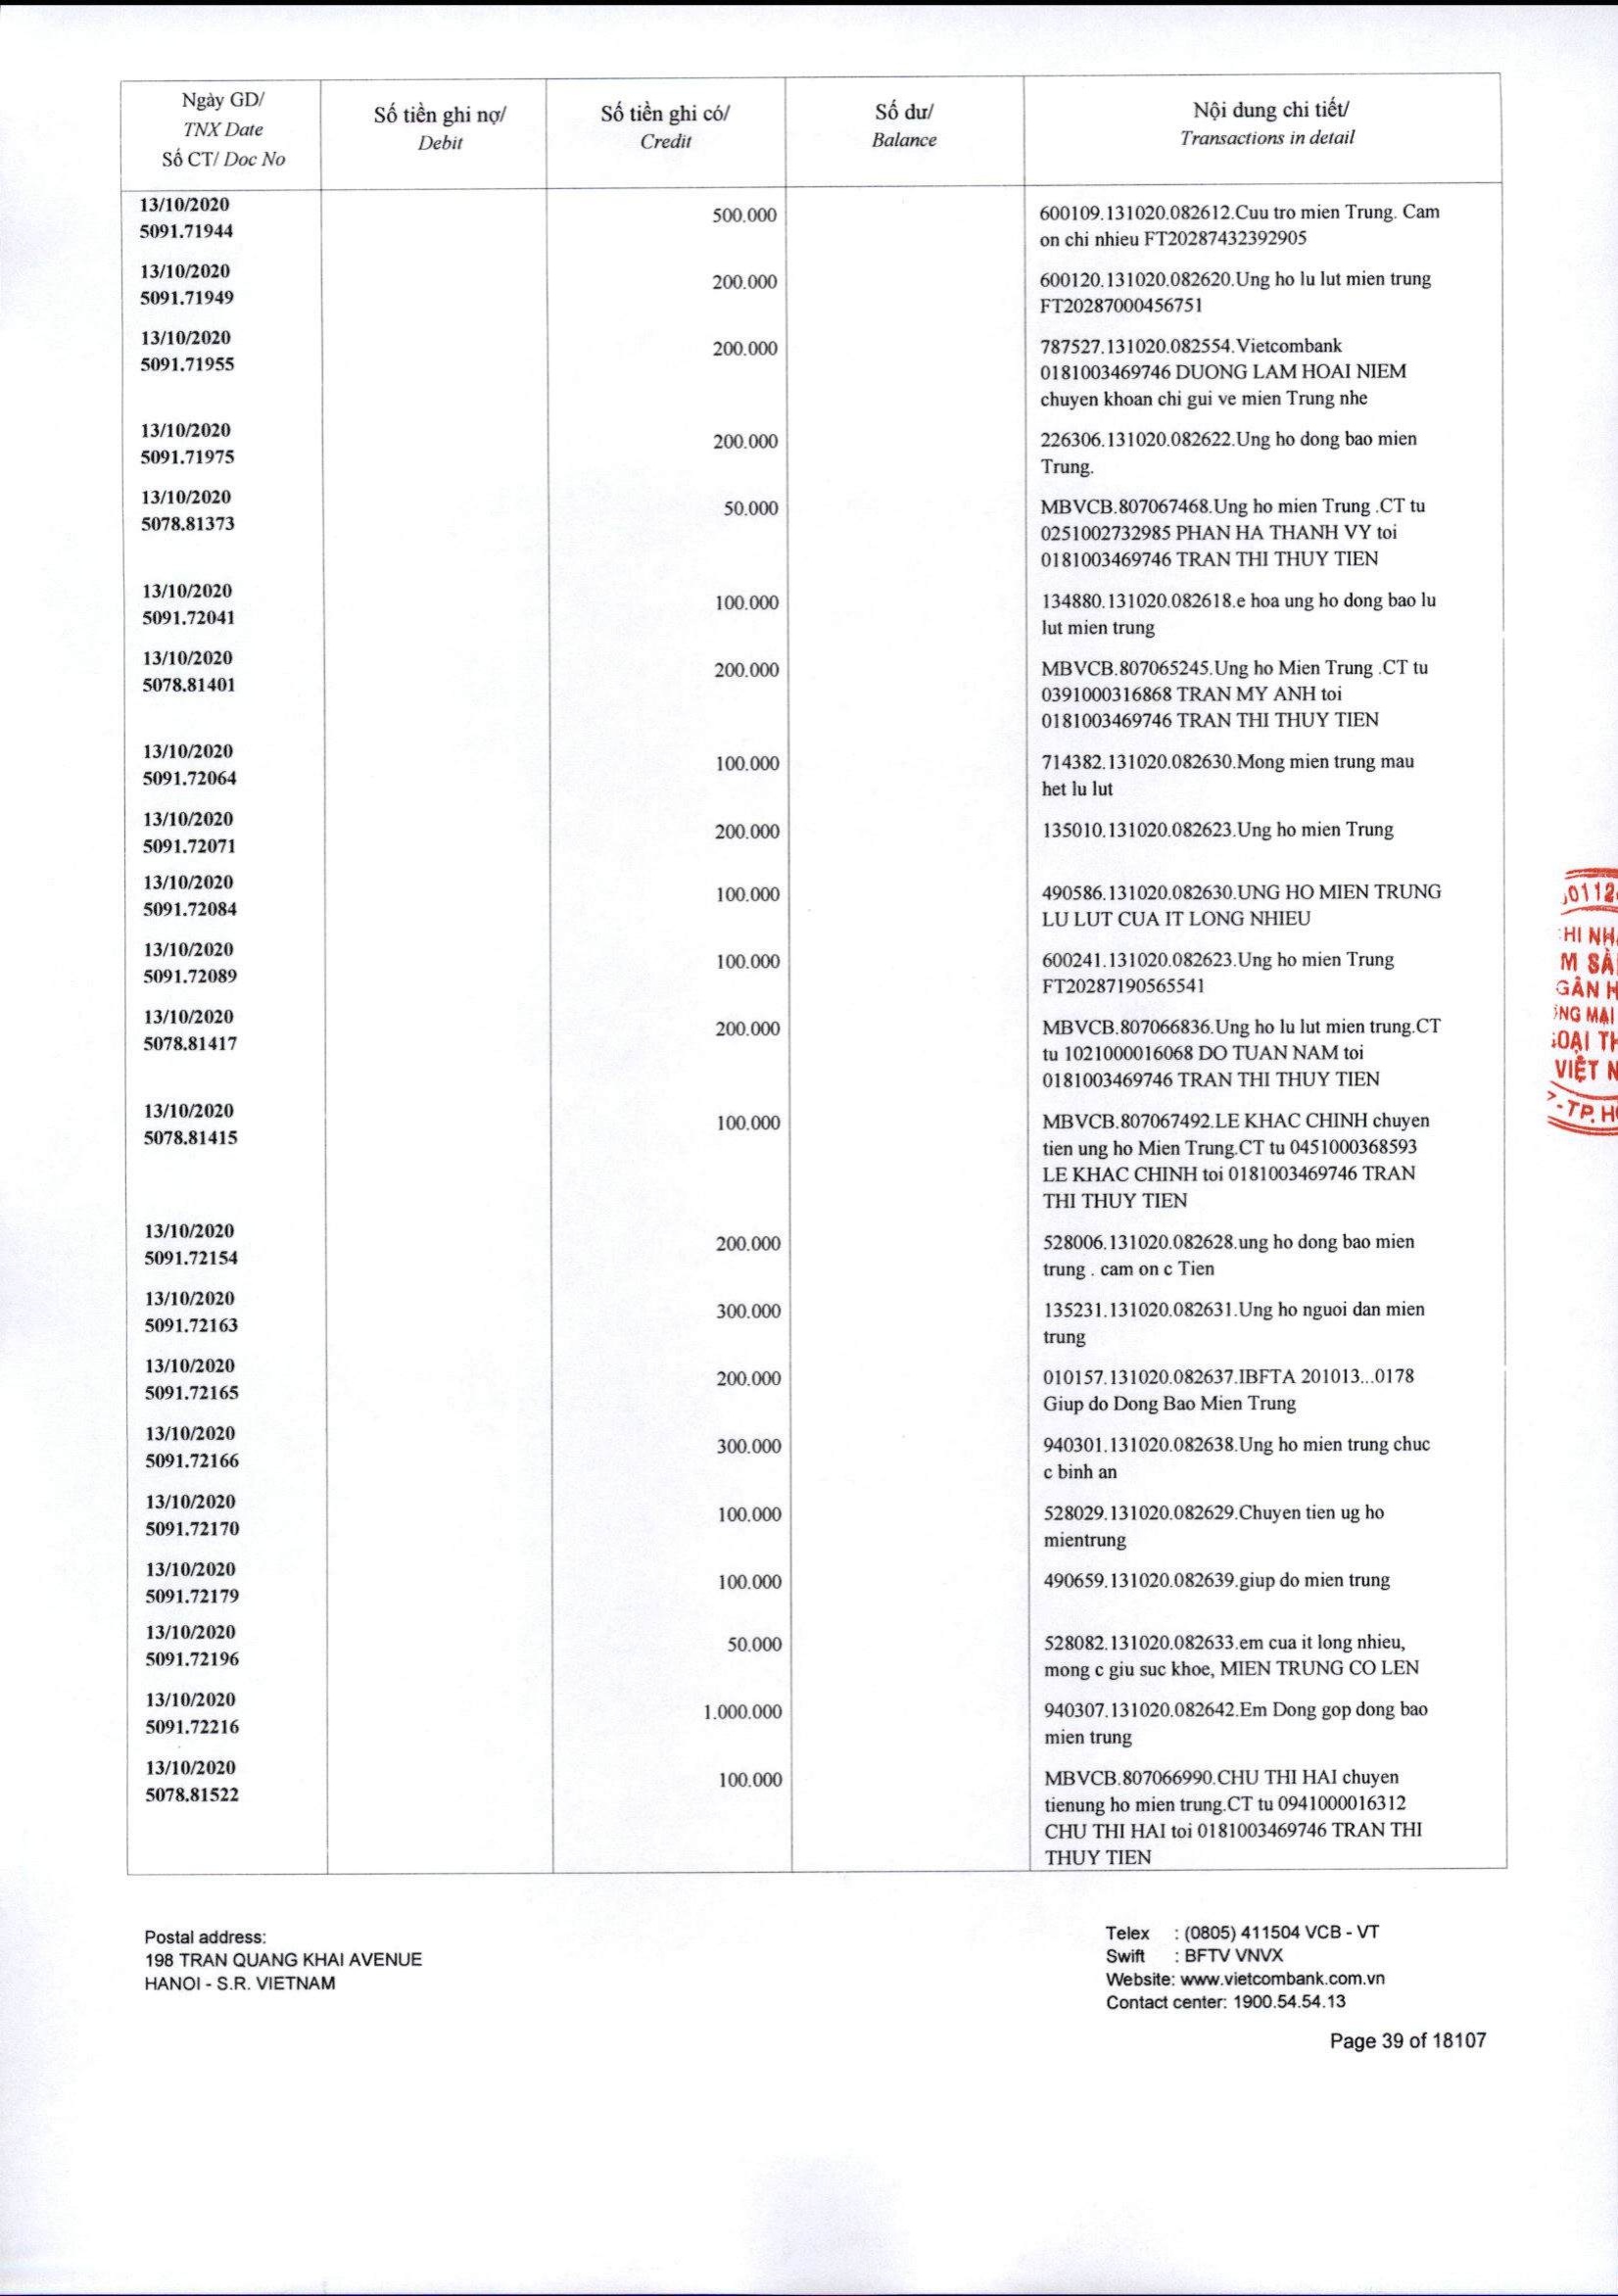 Ngày GD/
TNX Date
Số CT/ Doc No
Số tiền ghi nợ/
Debit
Số tiền ghi có/
Credit
Số dư/
Balance
Nội dung chi tiết/
Transactions in detail
13/10/2020
5091.71944
500.000
600109.131020.082612.Cuu tro mien Trung. Cam
on chi nhieu FT20287432392905
13/10/2020
5091.71949
200.000
600120.131020.082620.Ung ho lu lut mien trung
FT20287000456751
13/10/2020
5091.71955
200.000
787527.131020.082554.Vietcombank
0181003469746 DUONG LAM HOAI NIEM
chuyen khoan chi gui ve mien Trung nhe
13/10/2020
5091.71975
200.000
226306.131020.082622.Ung ho dong bao mien
Trung.
13/10/2020
5078.81373
50.000
MBVCB.807067468.Ung ho mien Trung .CT tu
0251002732985 PHAN HA THANH VY toi
0181003469746 TRAN THI THUY TIEN
13/10/2020
5091.72041
100.000
134880.131020.082618.e hoa ung ho dong bao lu
lut mien trung
13/10/2020
5078.81401
200.000
MBVCB.807065245.Ung ho Mien Trung .CT tu
0391000316868 TRAN MY ANH toi
0181003469746 TRAN THI THUY TIEN
13/10/2020
5091.72064
100.000
714382.131020.082630.Mong mien trung mau
het lu lut
13/10/2020
5091.72071
200.000
135010.131020.082623.Ung ho mien Trung
13/10/2020
5091.72084
100.000
490586.131020.082630.UNG HO MIEN TRUNG
LU LUT CUA IT LONG NHIEU
13/10/2020
5091.72089
100.000
600241.131020.082623.Ung ho mien Trung
FT20287190565541
13/10/2020
5078.81417
200.000
MBVCB.807066836.Ung ho lu lut mien trung.CT
tu 1021000016068 DO TUAN NAM toi
0181003469746 TRAN THI THUY TIEN
13/10/2020
5078.81415
100.000
MBVCB.807067492.LE KHAC CHINH chuyen
tien ung ho Mien Trung.CT tu 0451000368593
LE KHAC CHINH toi 0181003469746 TRAN
THI THUY TIEN
13/10/2020
5091.72154
200.000
528006.131020.082628.ung ho dong bao mien
trung . cam on c Tien
13/10/2020
5091.72163
300.000
135231.131020.082631.Ung ho nguoi dan mien
trung
13/10/2020
5091.72165
200.000
010157.131020.082637.IBFTA 201013...0178
Giup do Dong Bao Mien Trung
13/10/2020
5091.72166
300.000
940301.131020.082638.Ung ho mien trung chuc
c binh an
13/10/2020
5091.72170
100.000
528029.131020.082629.Chuyen tien ug ho
mientrung
13/10/2020
5091.72179
100.000
490659.131020.082639.giup do mien trung
13/10/2020
5091.72196
50.000
528082.131020.082633.em cua it long nhieu,
mong c giu suc khoe, MIEN TRUNG CO LEN
13/10/2020
5091.72216
1.000.000
940307.131020.082642.Em Dong gop dong bao
mien trung
13/10/2020
5078.81522
100.000
MBVCB.807066990.CHU THI HAI chuyen
tienung ho mien trung.CT tu 0941000016312
CHU THI HAI toi 0181003469746 TRAN THI
THUY TIEN
0112
HI NH
M SÀ
GÂN H
NG MẠI
OẠI TH
VIỆT N
-TP. H
Postal address:
198 TRAN QUANG KHAI AVENUE
HANOI - S.R. VIETNAM
Telex : (0805) 411504 VCB - VT
Swift : BFTV VNVX
Website: www.vietcombank.com.vn
Contact center: 1900.54.54.13
Page 39 of 18107